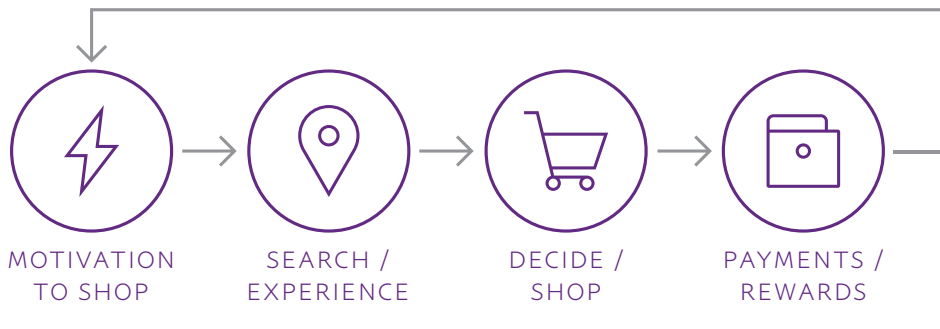 MOTIVATION
TO SHOP
SEARCH /
EXPERIENCE
DECIDE /
SHOP
PAYMENTS /
REWARDS